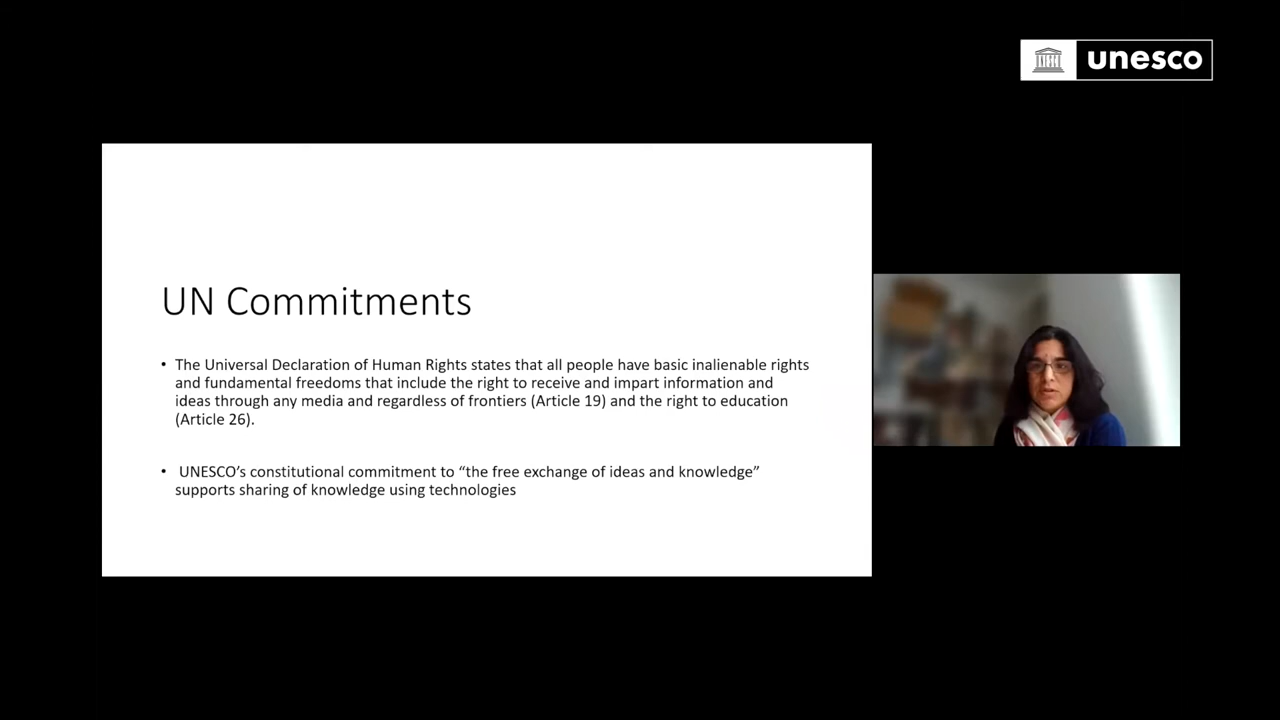 UNESCO
unesco
UN Commitments
• The Universal Declaration of Human Rights states that all people have basic inalienable rights
and fundamental freedoms that include the right to receive and impart information and
ideas through any media and regardless of frontiers (Article 19) and the right to education
(Article 26).
• UNESCO’s constitutional commitment to “the free exchange of ideas and knowledge”
supports sharing of knowledge using technologies